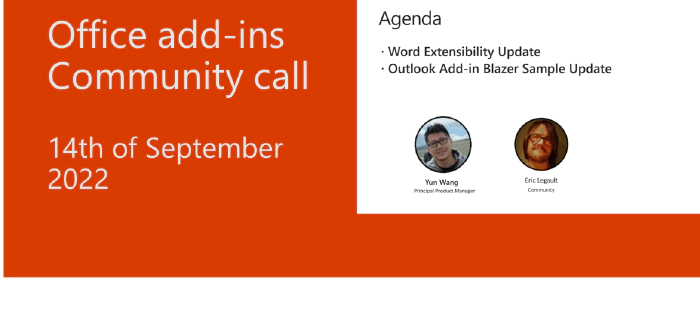 Office add-ins
Community call
14th of September
2022
Agenda
· Word Extensibility Update
· Outlook Add-in Blazer Sample Update
Yun Wang
Principal Product Manager
Eric Legault
Community